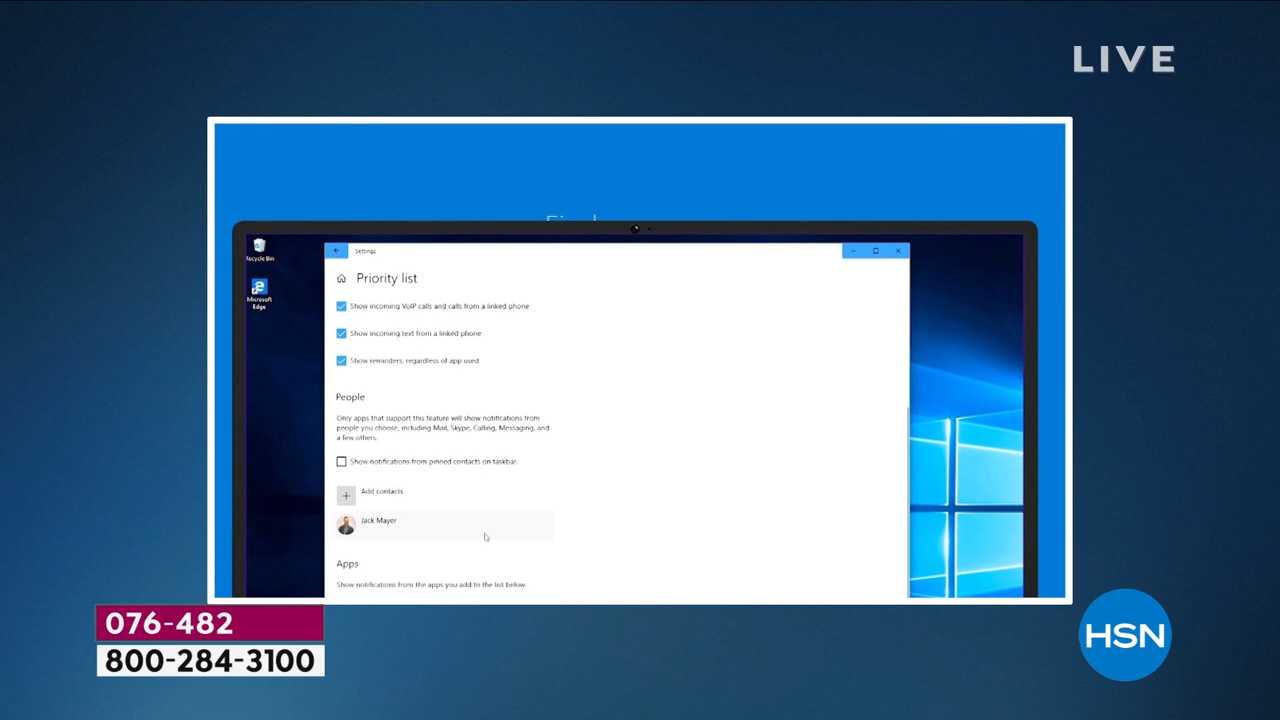 LIVE
Recycle Bin
Microsoft
Edge
Settings
Priority list
Show incoming VoIP calls and calls from a linked phone
Show incoming text from a linked phone
Show reminders, regardless of app used
People
Only apps that support this feature will show notifications from
people you choose, including Mail, Skype, Calling, Messaging, and
a few others.
Show notifications from pinned contacts on taskbar.
Add contacts
Jack Mayer
Apps
Show notifications from the apps you add to the list below.
076-482
800-284-3100
HSN